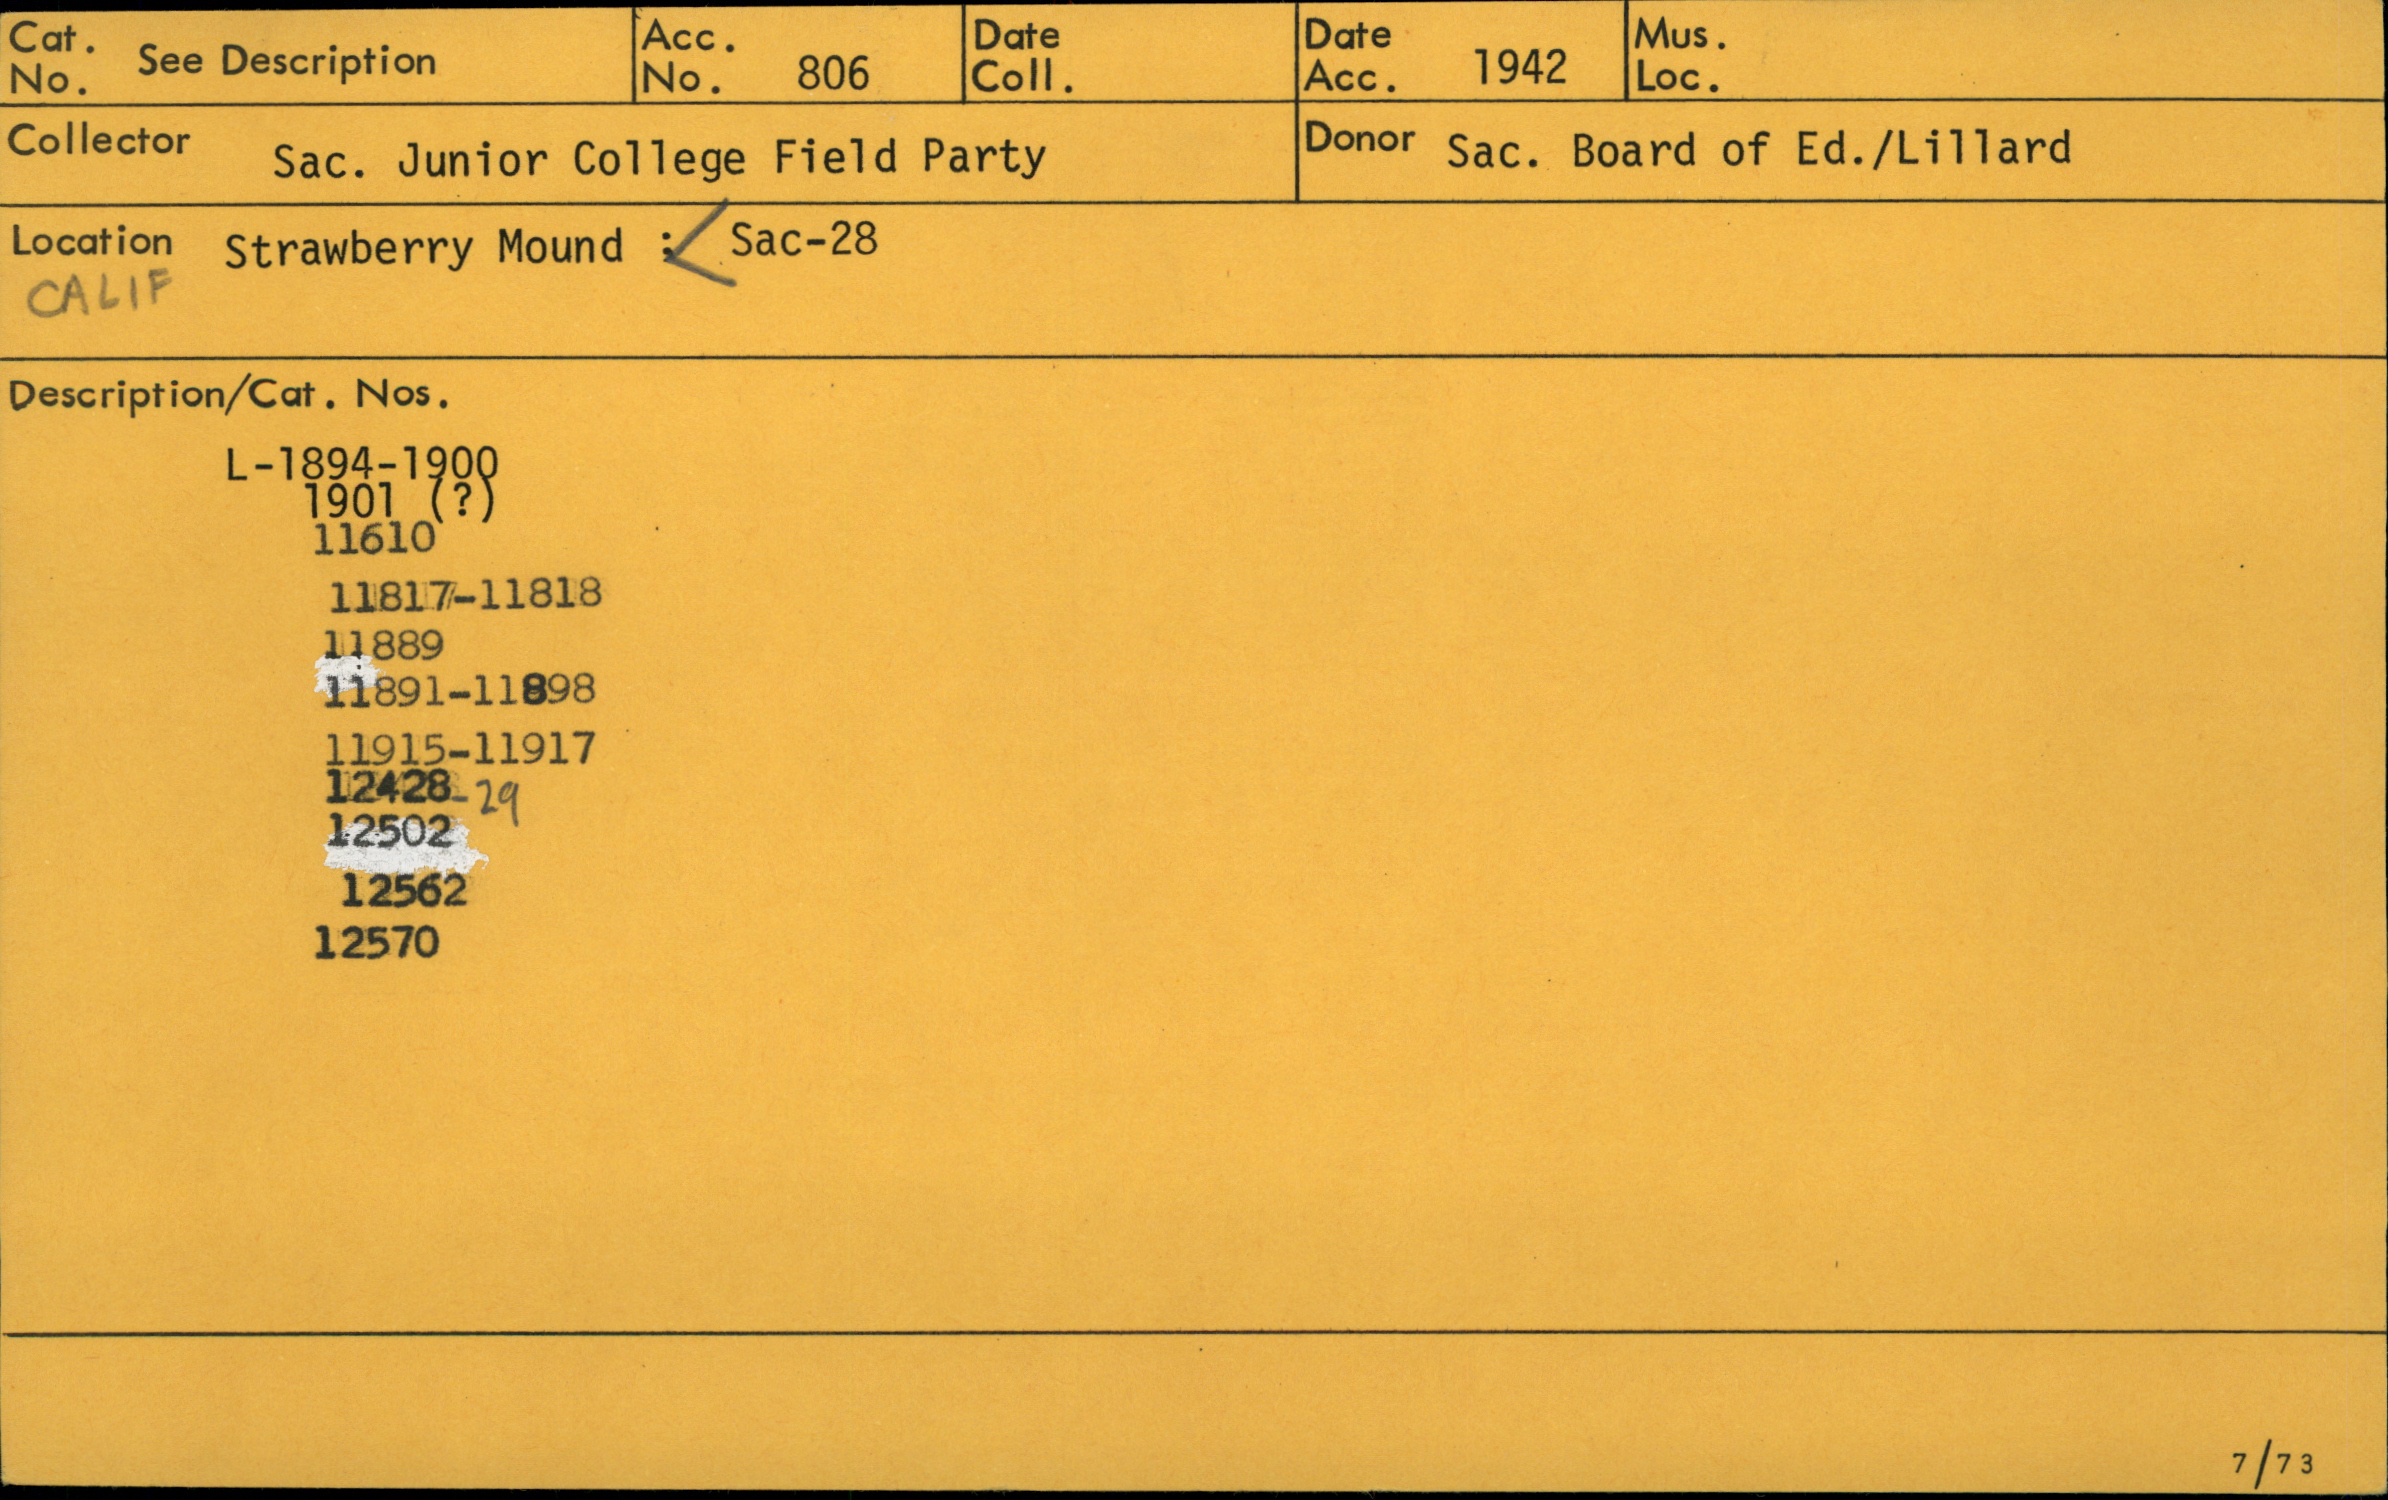 Cat. No. See Description
Acc. No. 806
Date Coll.
Date Acc. 1942
Mus. Loc.
Collector Sac. Junior College Field Party
Donor Sac. Board of Ed./Lillard
Location Strawberry Mound : < Sac-28
CALIF
Description/Cat. Nos.
L-1894-1900
1901 (?)
11610
11817-11818
11889
11891-11898
11915-11917
12428-29
12502
12562
12570
7/73